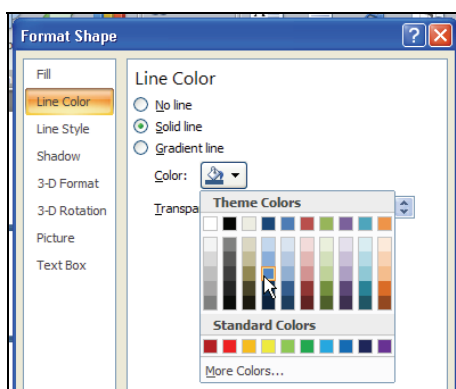 Format Shape
Fill
Line Color
Line Style
Shadow
3-D Format
3-D Rotation
Picture
Text Box
Line Color
No line
Solid line
Gradient line
Color:
Transpa
Theme Colors
Standard Colors
More Colors...